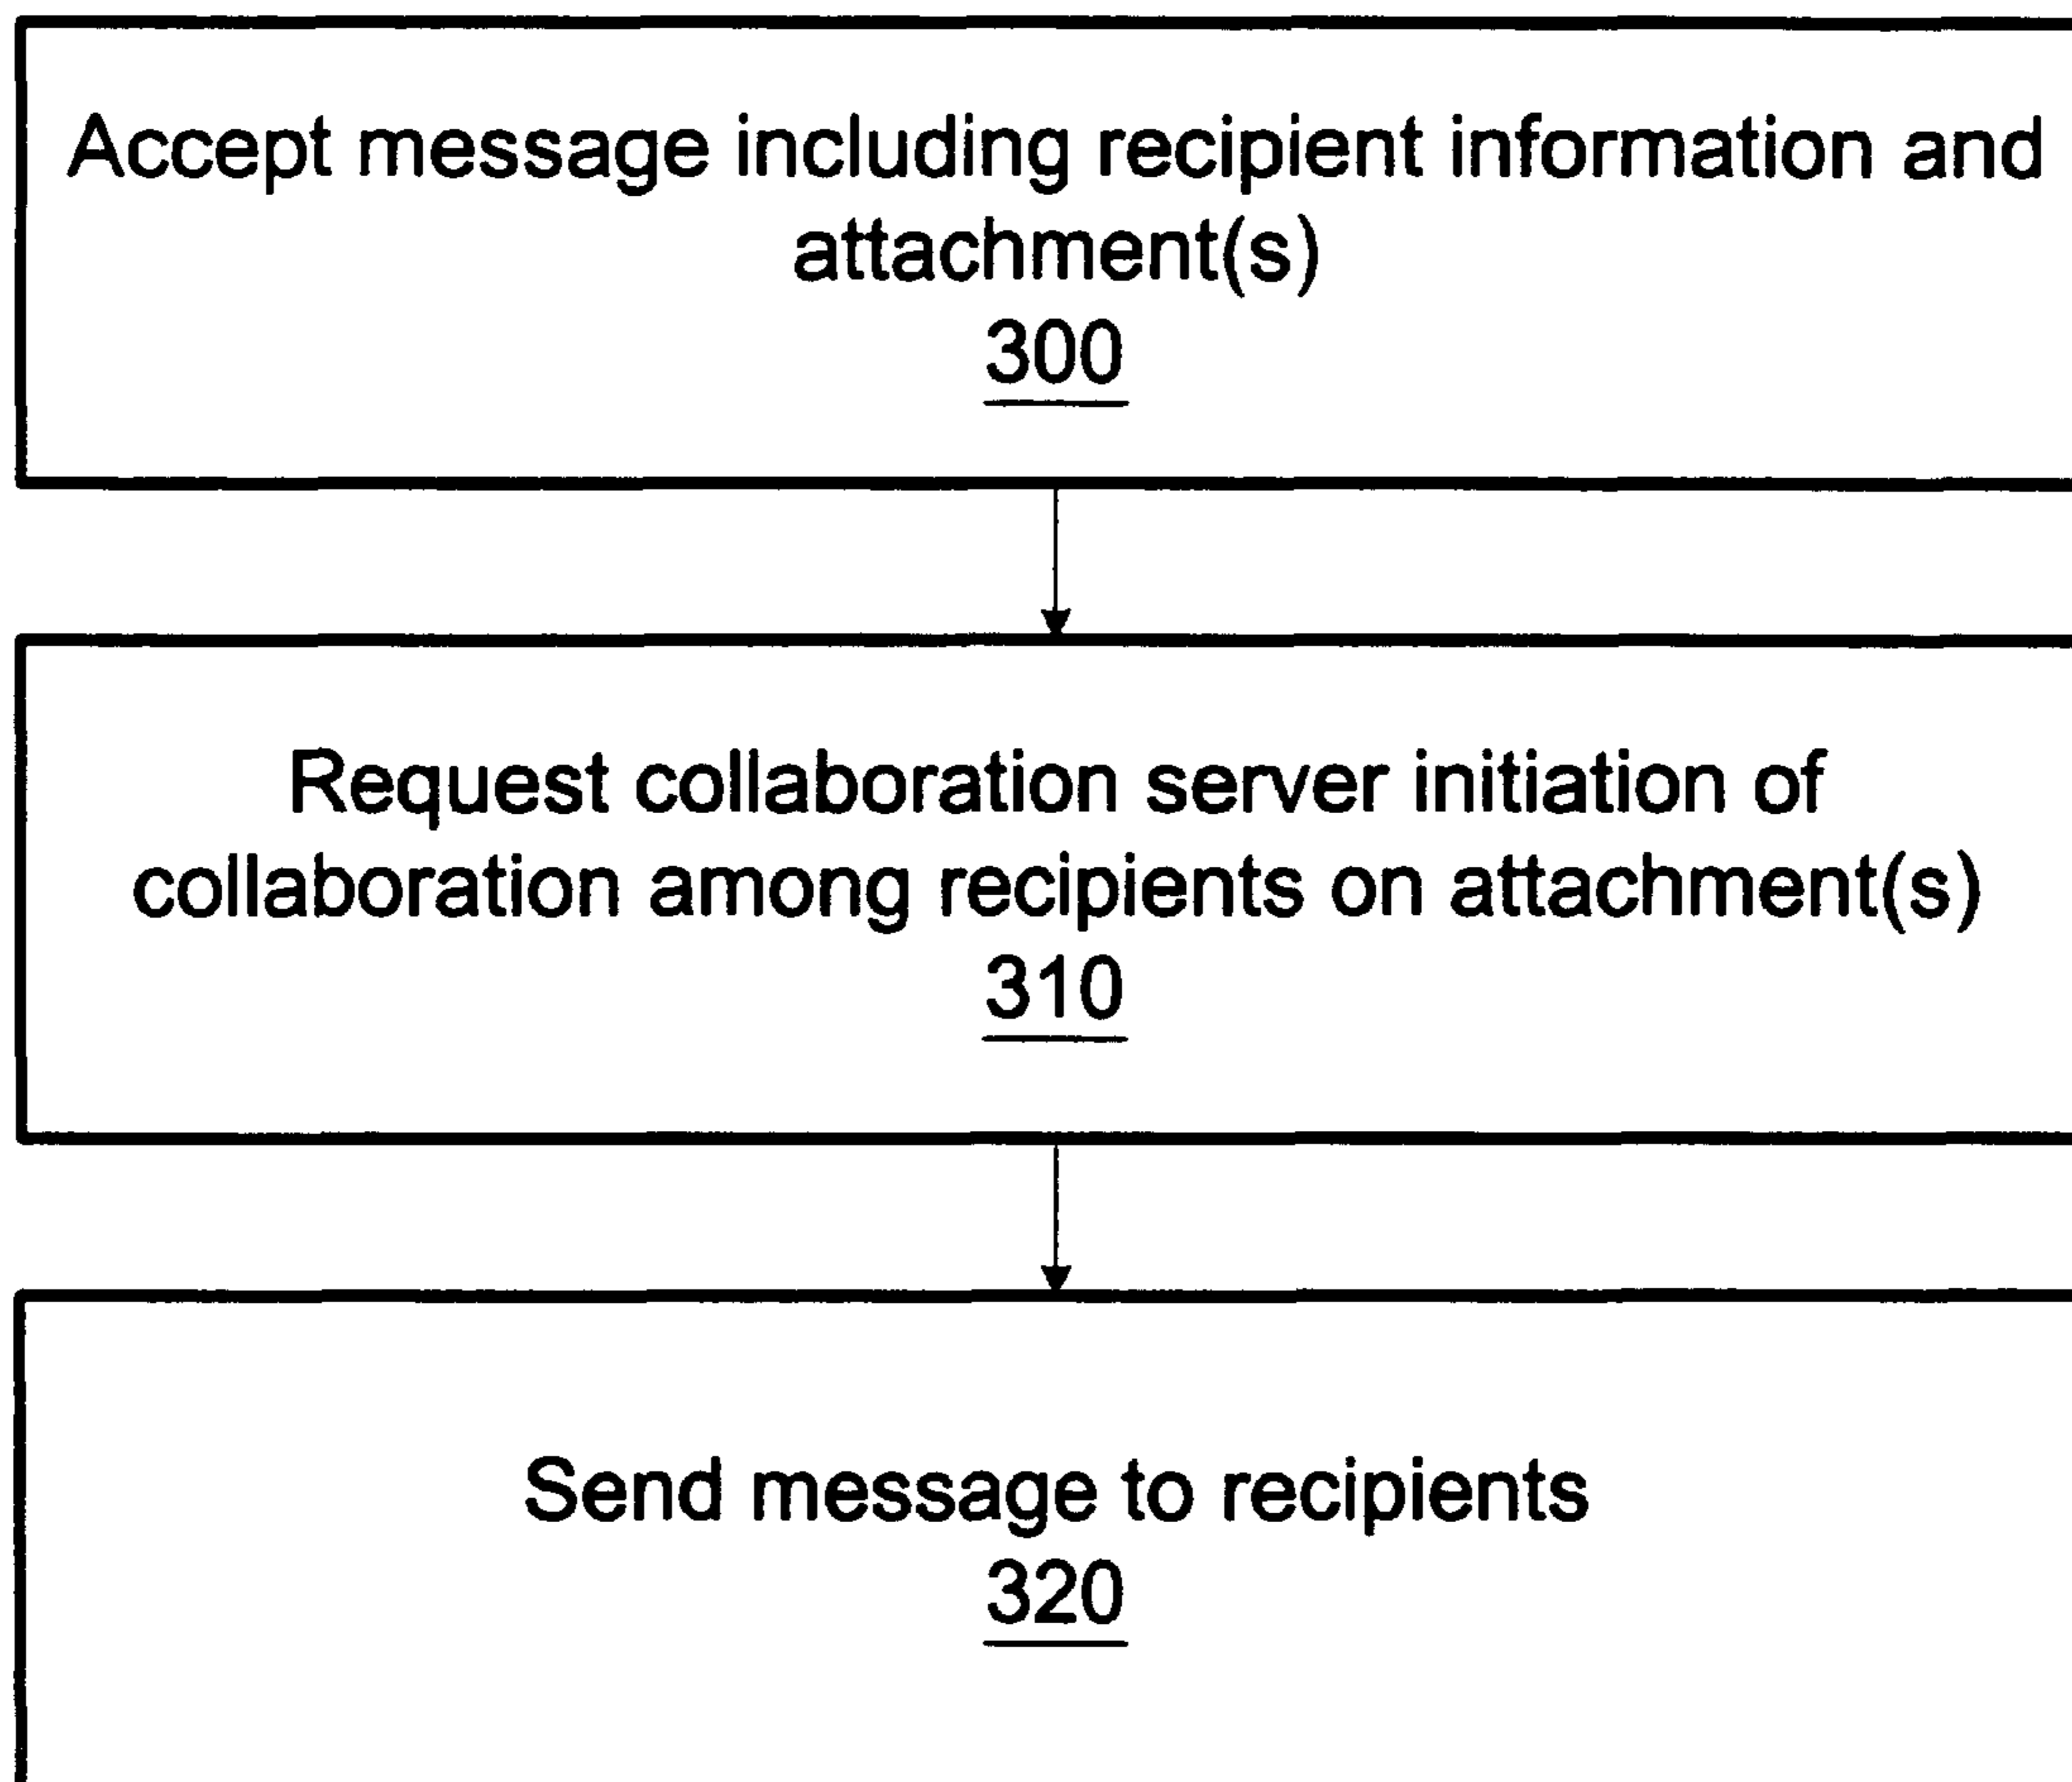 Accept message including recipient information and
attachment(s)
300
Request collaboration server initiation of
collaboration among recipients on attachment(s)
310
Send message to recipients
320